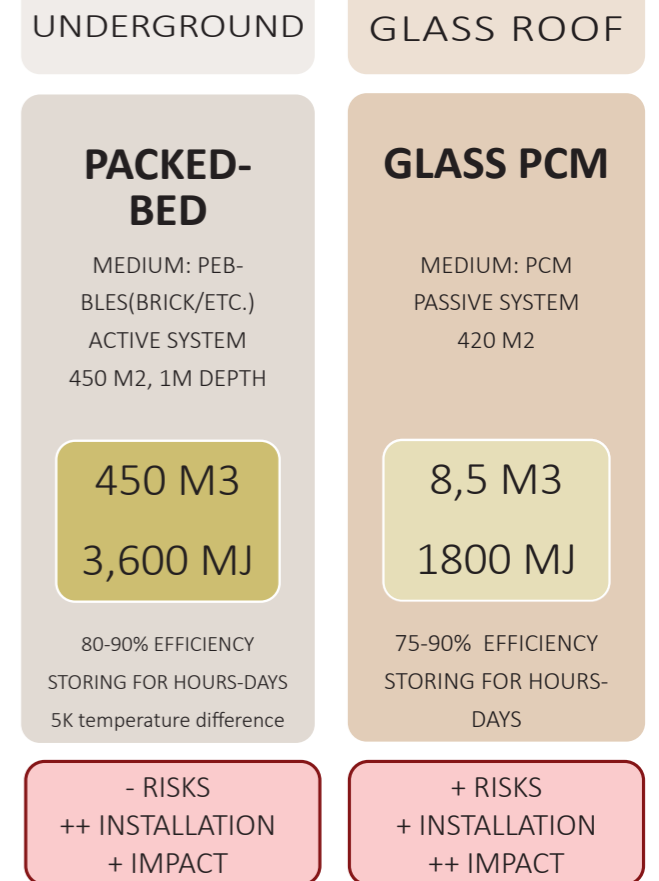 UNDERGROUND
PACKED-
BED
MEDIUM: PEB-
BLES(BRICK/ETC.)
ACTIVE SYSTEM
450 M2, 1M DEPTH
450 M3
3,600 MJ
80-90% EFFICIENCY
STORING FOR HOURS-DAYS
5K temperature difference
- RISKS
++ INSTALLATION
+ IMPACT
GLASS ROOF
GLASS PCM
MEDIUM: PCM
PASSIVE SYSTEM
420 M2
8,5 M3
1800 MJ
75-90% EFFICIENCY
STORING FOR HOURS-
DAYS
+ RISKS
+ INSTALLATION
++ IMPACT